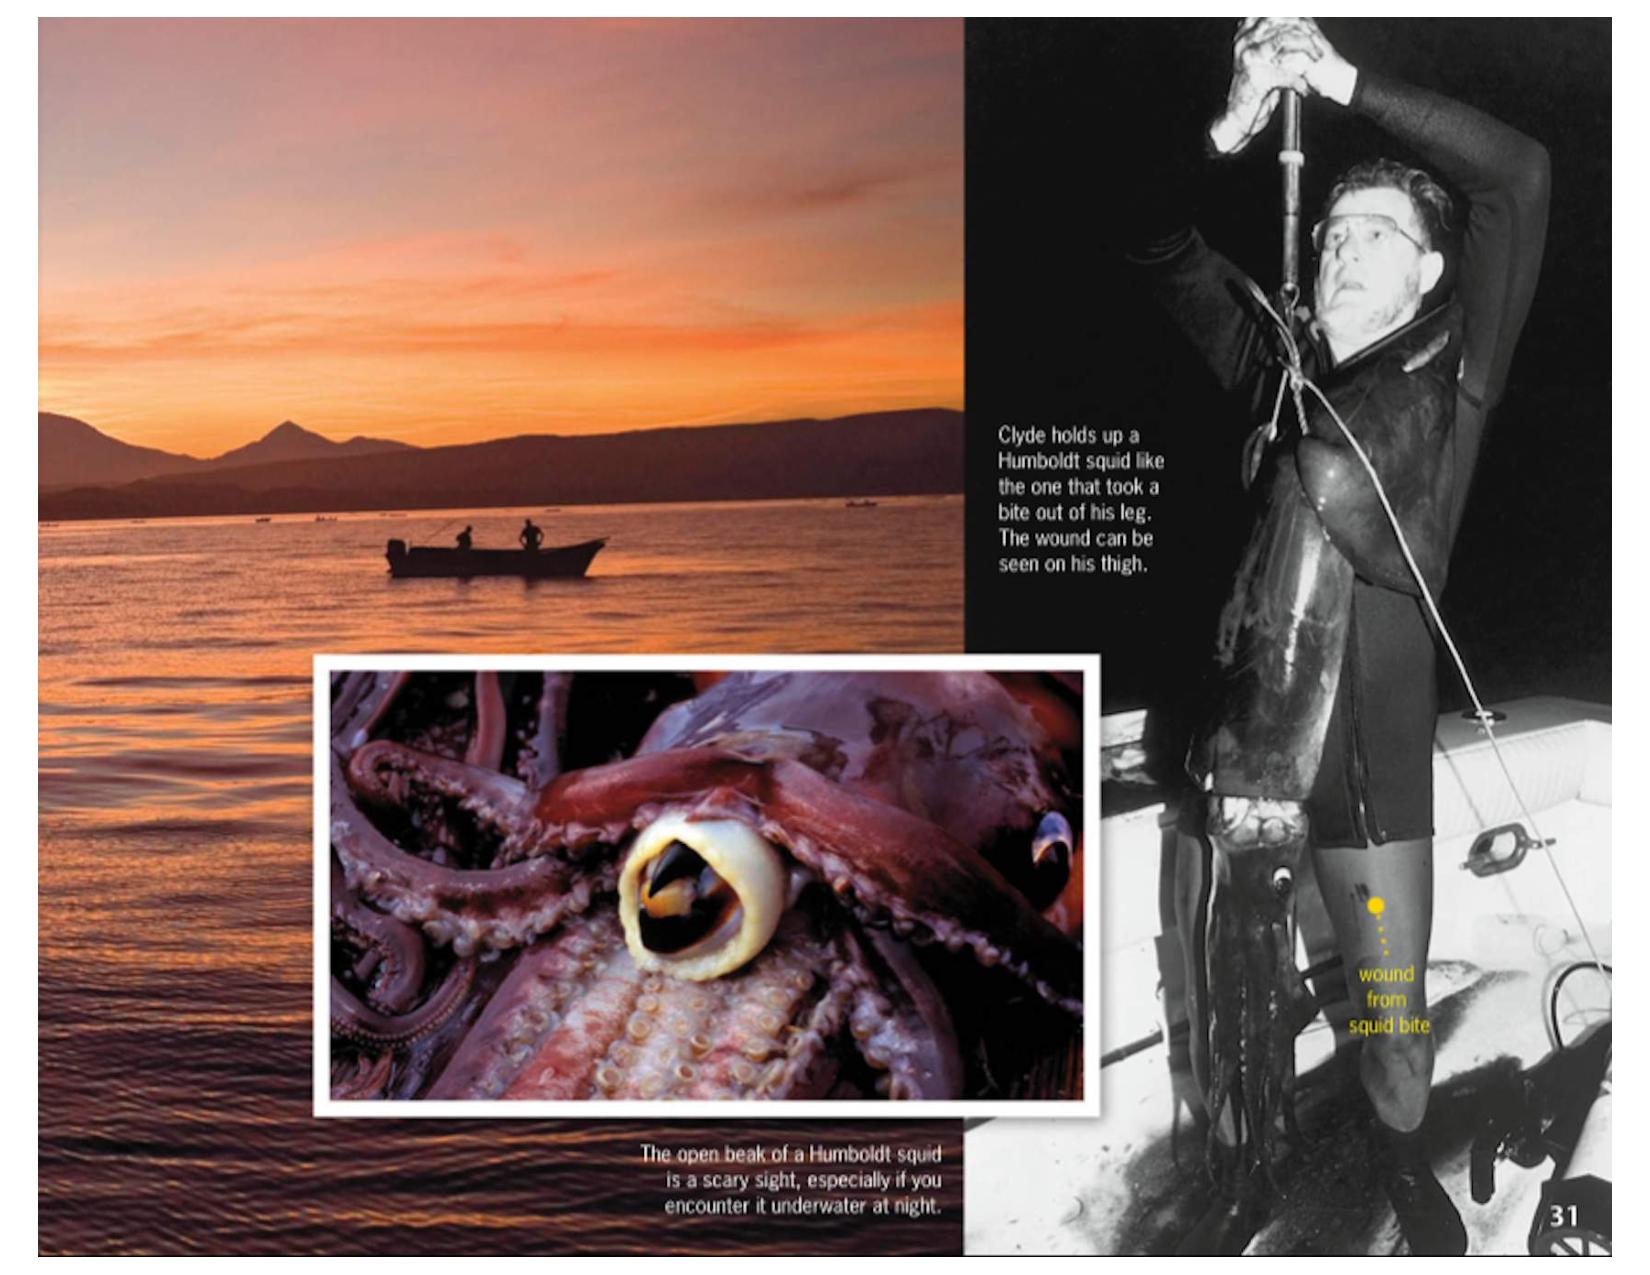 Clyde holds up a
Humboldt squid like
the one that took a
bite out of his leg.
The wound can be
seen on his thigh.
wound
from
squid bite
The open beak of a Humboldt squid
is a scary sight, especially if you
encounter it underwater at night.
31